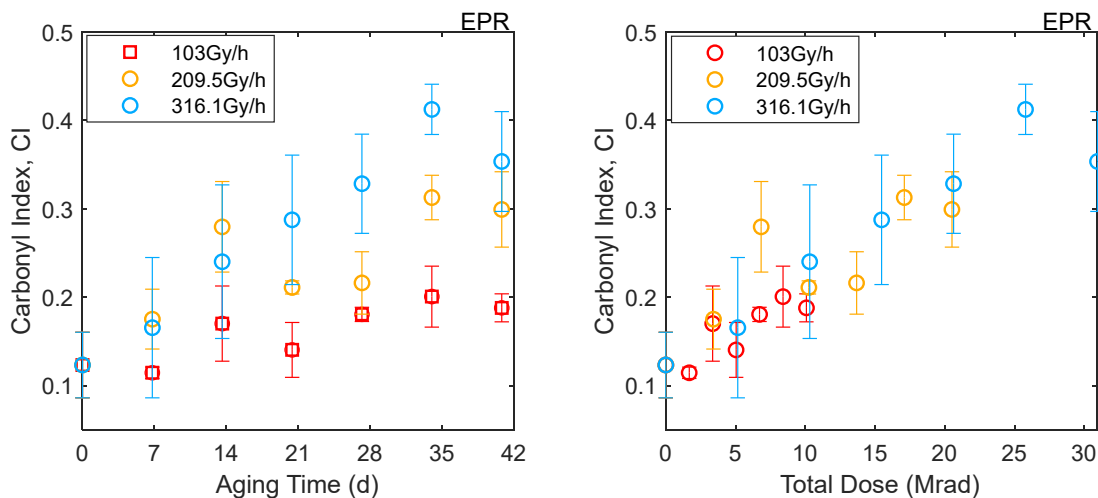 EPR
0.5
0.4
0.3
0.2
0.1
Carbonyl Index, CI
103Gy/h
209.5Gy/h
316.1Gy/h
0 7 14 21 28 35 42
Aging Time (d)
EPR
0.5
0.4
0.3
0.2
0.1
Carbonyl Index, CI
103Gy/h
209.5Gy/h
316.1Gy/h
0 5 10 15 20 25 30
Total Dose (Mrad)